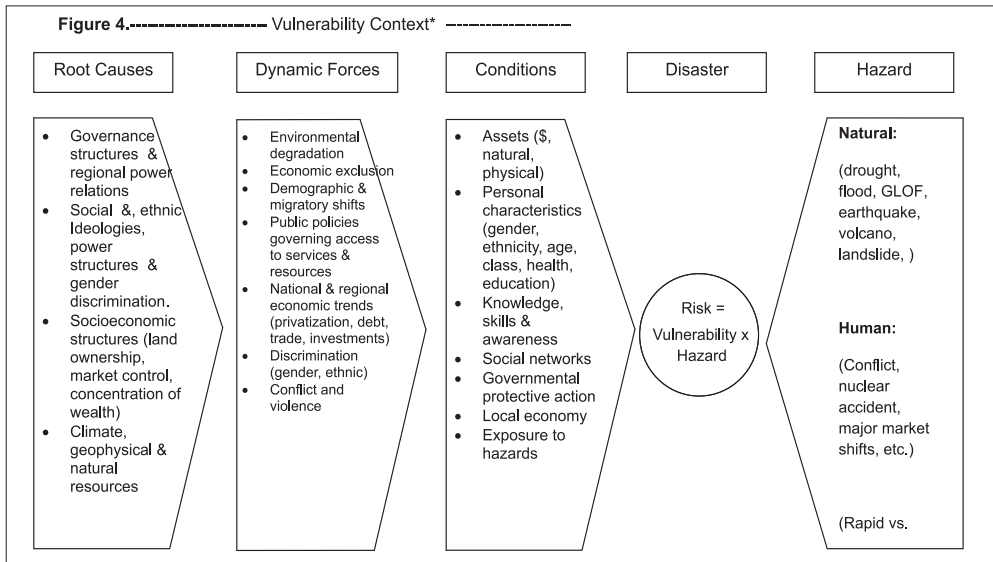 Figure 4.--------------------------- Vulnerability Context* ------------------------
Root Causes
Dynamic Forces
Conditions
Disaster
Hazard
• Governance
structures &
regional power
relations
• Social &, ethnic
Ideologies,
power
structures &
gender
discrimination.
• Socioeconomic
structures (land
ownership,
market control,
concentration of
wealth)
• Climate,
geophysical &
natural
resources
• Environmental
degradation
• Economic exclusion
• Demographic &
migratory shifts
• Public policies
governing access
to services &
resources
• National & regional
economic trends
(privatization, debt,
trade, investments)
• Discrimination
(gender, ethnic)
• Conflict and
violence
• Assets ($,
natural,
physical)
• Personal
characteristics
(gender,
ethnicity, age,
class, health,
education)
• Knowledge,
skills &
awareness
• Social networks
• Governmental
protective action
• Local economy
• Exposure to
hazards
Risk =
Vulnerability x
Hazard
Natural:
(drought,
flood, GLOF,
earthquake,
volcano,
landslide, )
Human:
(Conflict,
nuclear
accident,
major market
shifts, etc.)
(Rapid vs.